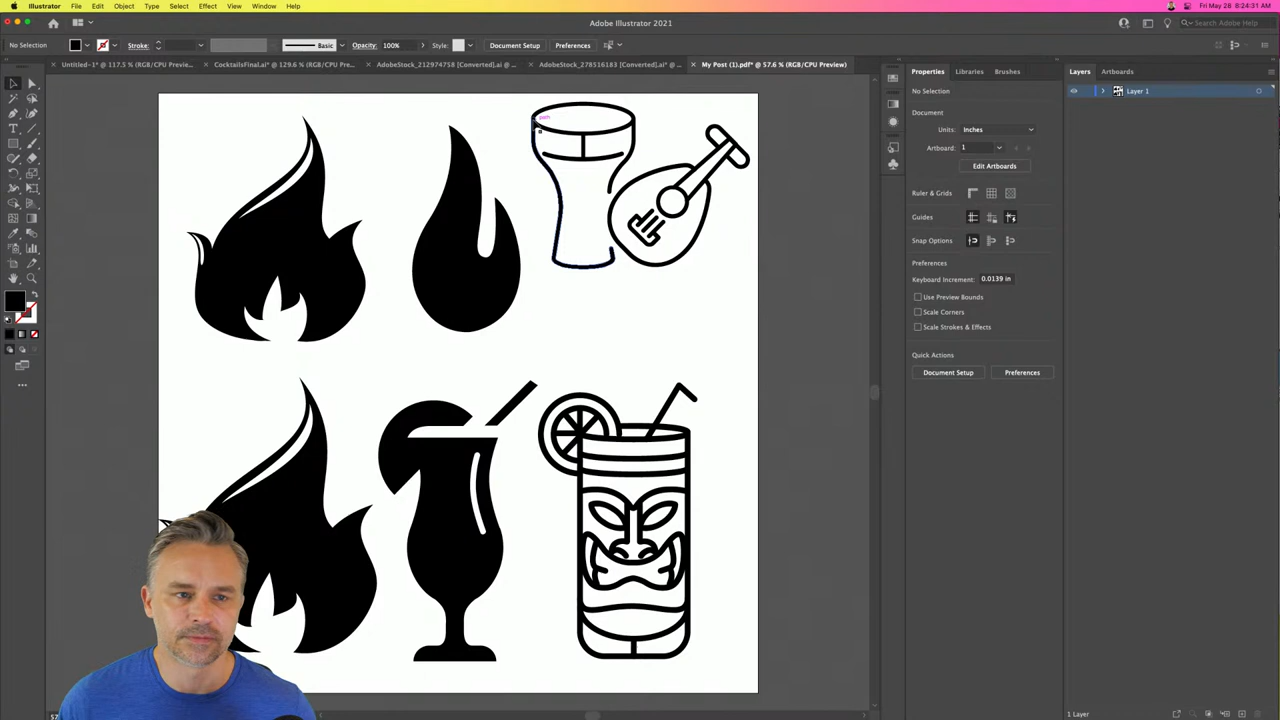 Illustrator File Edit Object Type Select Effect View Window Help Fri May 28 8:24:31 AM
Adobe Illustrator 2021
Search Adobe Help
No Selection Stroke: Basic Opacity: 100% Style: Document Setup Preferences
Untitled-1* @ 117.5 % (RGB/CPU Previe... CocktailsFinal.ai* @ 129.6 % (RGB/CPU Pre... AdobeStock_212974758 [Converted].ai @ ... AdobeStock_278516183 [Converted].ai* @ ... My Post (1).pdf* @ 57.6 % (RGB/CPU Preview)
Properties Libraries Brushes
Layers Artboards
No Selection
Layer 1
Document
path
Units: Inches
Artboard: 1
Edit Artboards
Ruler & Grids
Guides
Snap Options
Preferences
Keyboard Increment: 0.0139 in
Use Preview Bounds
Scale Corners
Scale Strokes & Effects
Quick Actions
Document Setup Preferences
1 Layer